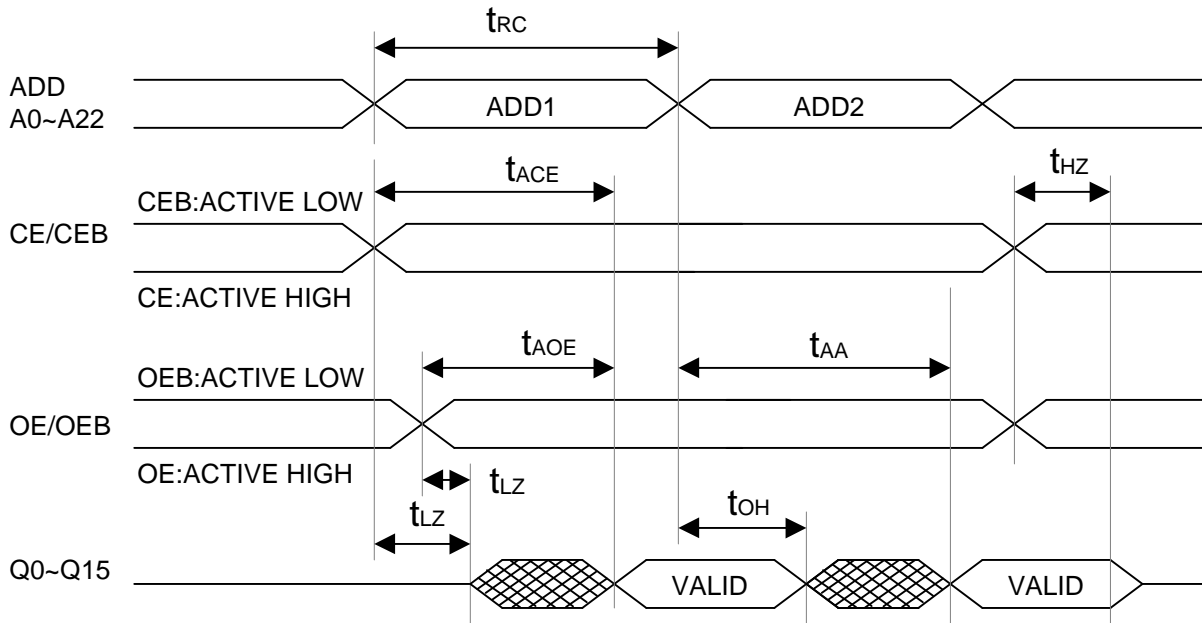 tRC
ADD
A0~A22
ADD1
ADD2
tACE
tHZ
CEB:ACTIVE LOW
CE/CEB
CE:ACTIVE HIGH
tAOE
tAA
OEB:ACTIVE LOW
OE/OEB
OE:ACTIVE HIGH
tLZ
tLZ
tOH
Q0~Q15
VALID
VALID